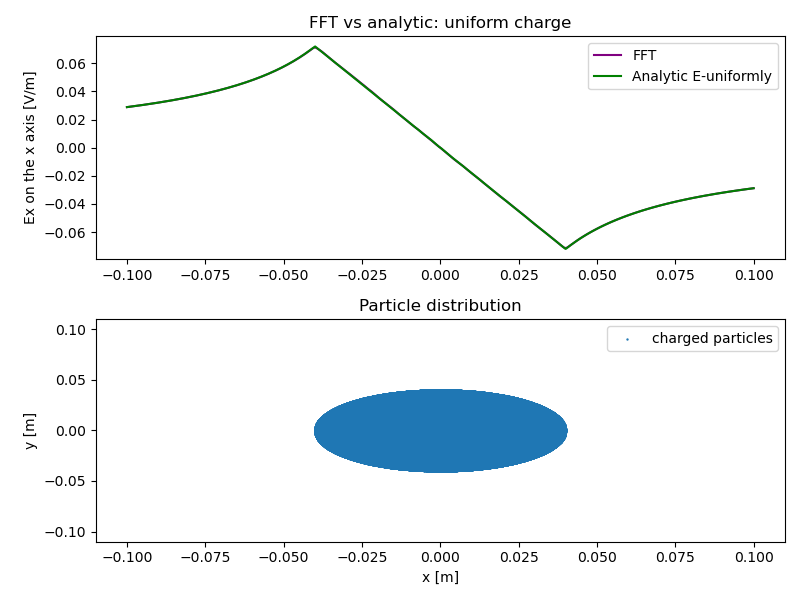 FFT vs analytic: uniform charge
Ex on the x axis [V/m]
0.06
0.04
0.02
0.00
−0.02
−0.04
−0.06
FFT
Analytic E-uniformly
−0.100 −0.075 −0.050 −0.025 0.000 0.025 0.050 0.075 0.100
Particle distribution
y [m]
0.10
0.05
0.00
−0.05
−0.10
charged particles
−0.100 −0.075 −0.050 −0.025 0.000 0.025 0.050 0.075 0.100
x [m]